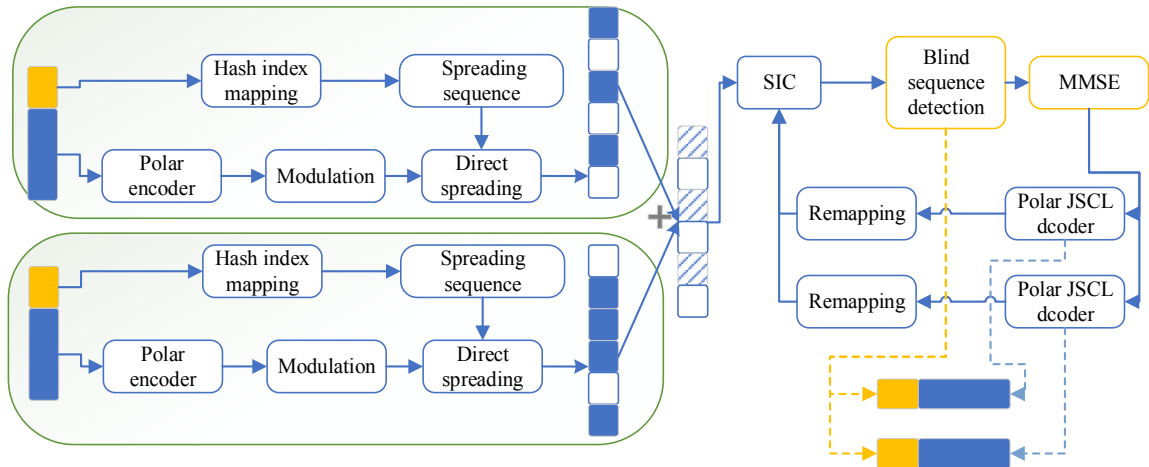 Hash index
mapping
Spreading
sequence
Polar
encoder
Modulation
Direct
spreading
Hash index
mapping
Spreading
sequence
Polar
encoder
Modulation
Direct
spreading
+
SIC
Blind
sequence
detection
MMSE
Remapping
Polar JSCL
dcoder
Remapping
Polar JSCL
dcoder